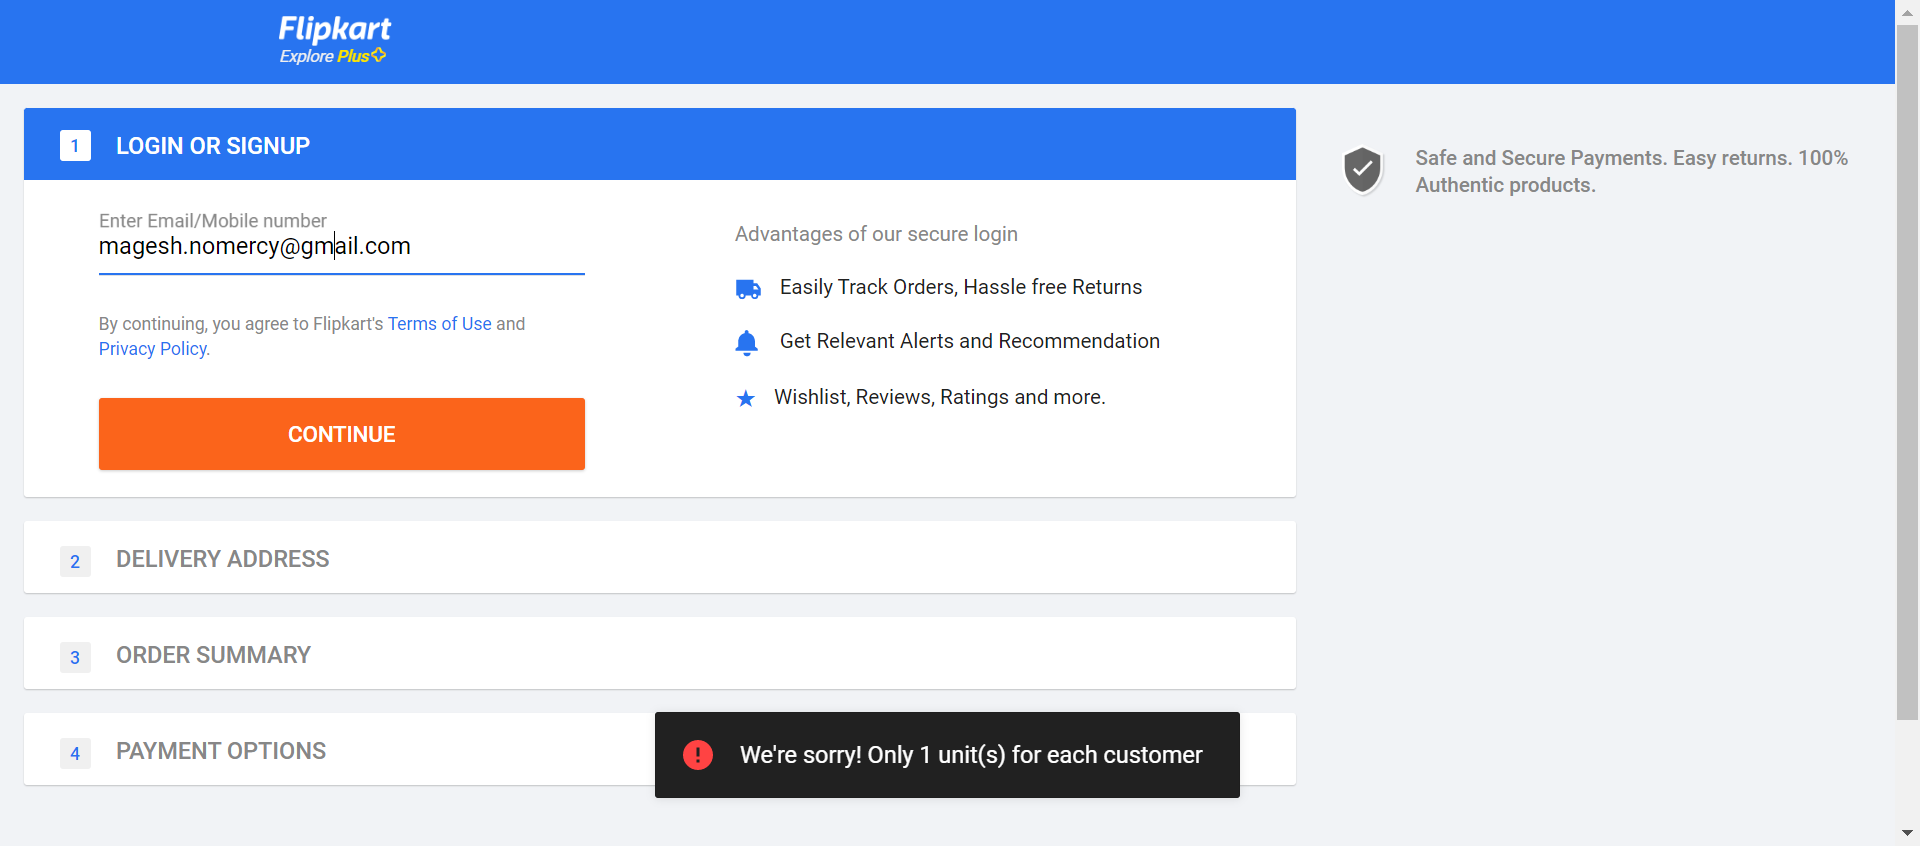 Flipkart
Explore Plus
1 LOGIN OR SIGNUP
Enter Email/Mobile number
magesh.nomercy@gmail.com
By continuing, you agree to Flipkart's Terms of Use and
Privacy Policy.
CONTINUE
Advantages of our secure login
Easily Track Orders, Hassle free Returns
Get Relevant Alerts and Recommendation
Wishlist, Reviews, Ratings and more.
Safe and Secure Payments. Easy returns. 100%
Authentic products.
2 DELIVERY ADDRESS
3 ORDER SUMMARY
4 PAYMENT OPTIONS
We're sorry! Only 1 unit(s) for each customer